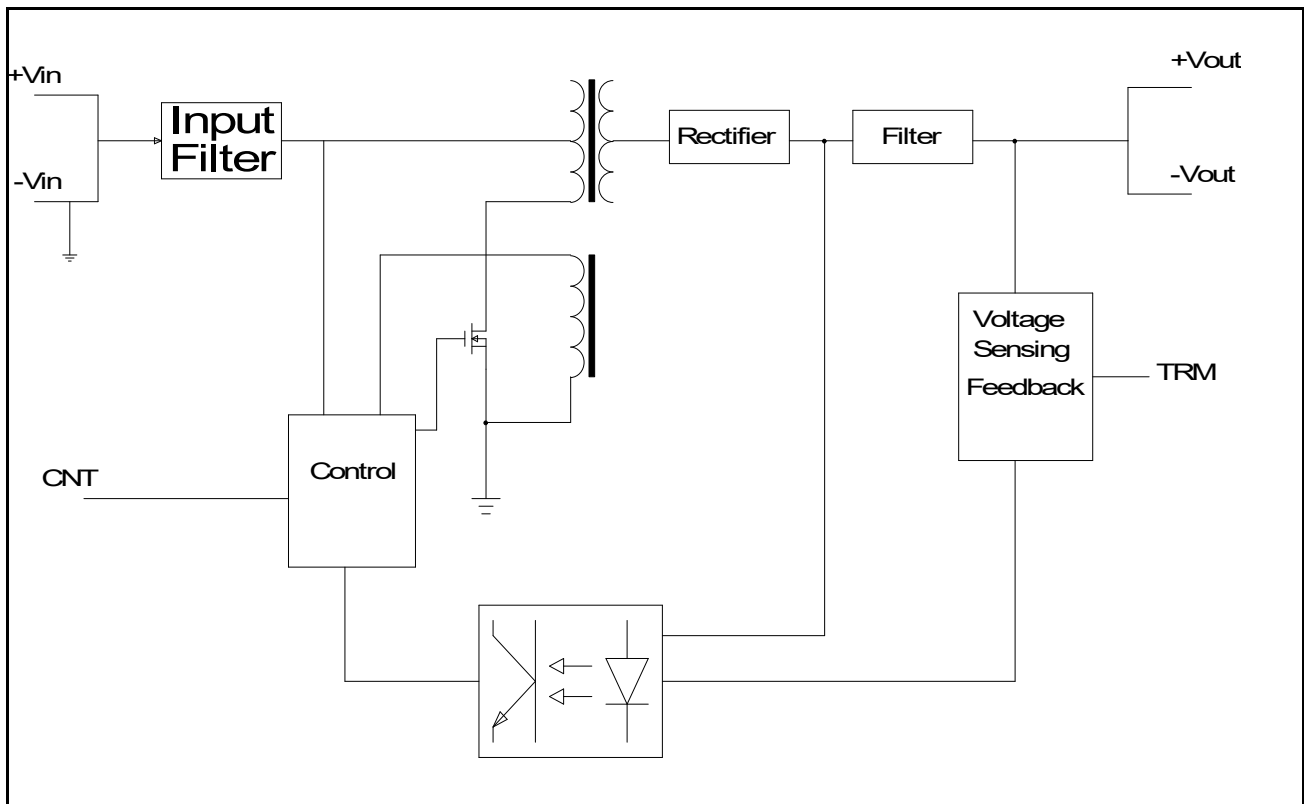 +Vin
+Vout
Input
Filter
Rectifier
Filter
-Vin
-Vout
Voltage
Sensing
Feedback
TRM
Control
CNT